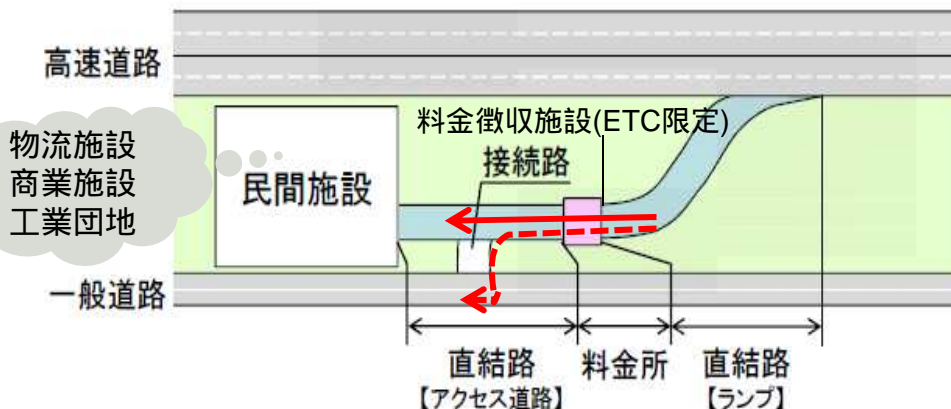 高速道路
物流施設
商業施設
工業団地
料金徴収施設(ETC限定)
接続路
民間施設
一般道路
直結路
【アクセス道路】
料金所
直結路
【ランプ】